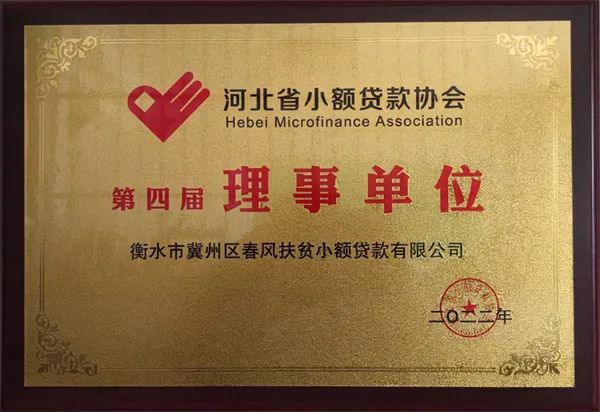 河北省小额贷款协会
Hebei Microfinance Association
第四届 理事单位
衡水市冀州区春风扶贫小额贷款有限公司
二〇二二年